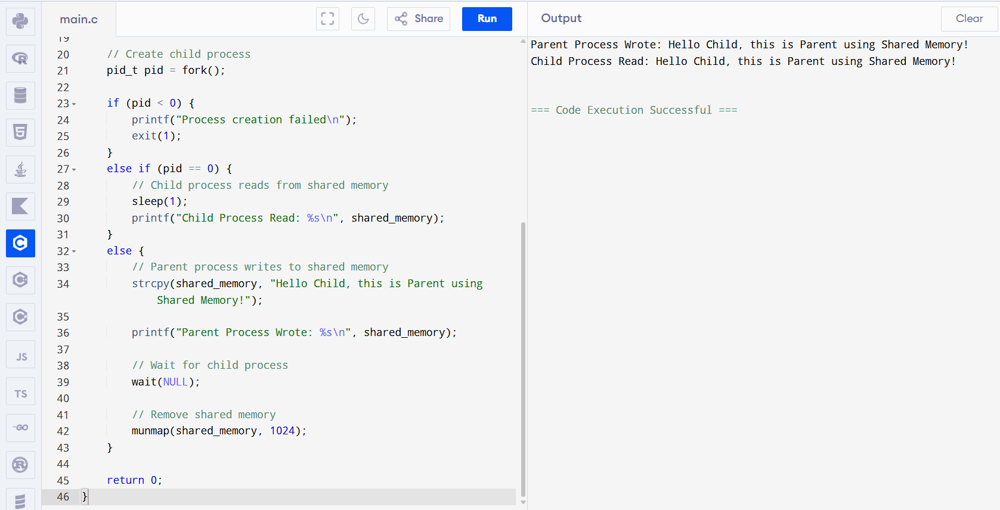 main.c
Share
Run
Output
Clear
19
20 // Create child process
21 pid_t pid = fork();
22
23 if (pid < 0) {
24 printf("Process creation failed\n");
25 exit(1);
26 }
27 else if (pid == 0) {
28 // Child process reads from shared memory
29 sleep(1);
30 printf("Child Process Read: %s\n", shared_memory);
31 }
32 else {
33 // Parent process writes to shared memory
34 strcpy(shared_memory, "Hello Child, this is Parent using
Shared Memory!");
35
36 printf("Parent Process Wrote: %s\n", shared_memory);
37
38 // Wait for child process
39 wait(NULL);
40
41 // Remove shared memory
42 munmap(shared_memory, 1024);
43 }
44
45 return 0;
46 }
Parent Process Wrote: Hello Child, this is Parent using Shared Memory!
Child Process Read: Hello Child, this is Parent using Shared Memory!
=== Code Execution Successful ===
R
5
C
C
C
JS
TS
GO
R